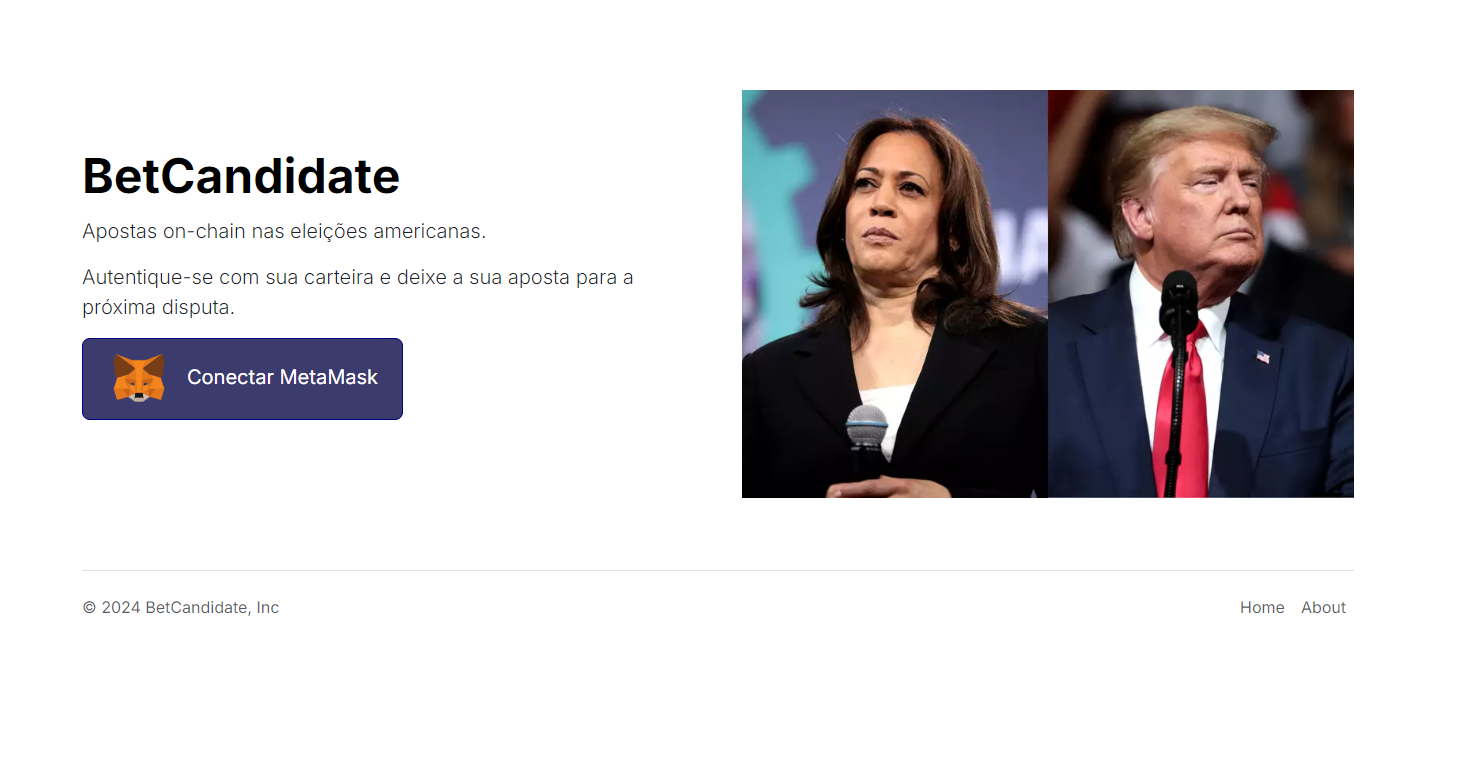 BetCandidate
Apostas on-chain nas eleições americanas.
Autentique-se com sua carteira e deixe a sua aposta para a
próxima disputa.
Conectar MetaMask
© 2024 BetCandidate, Inc
Home About